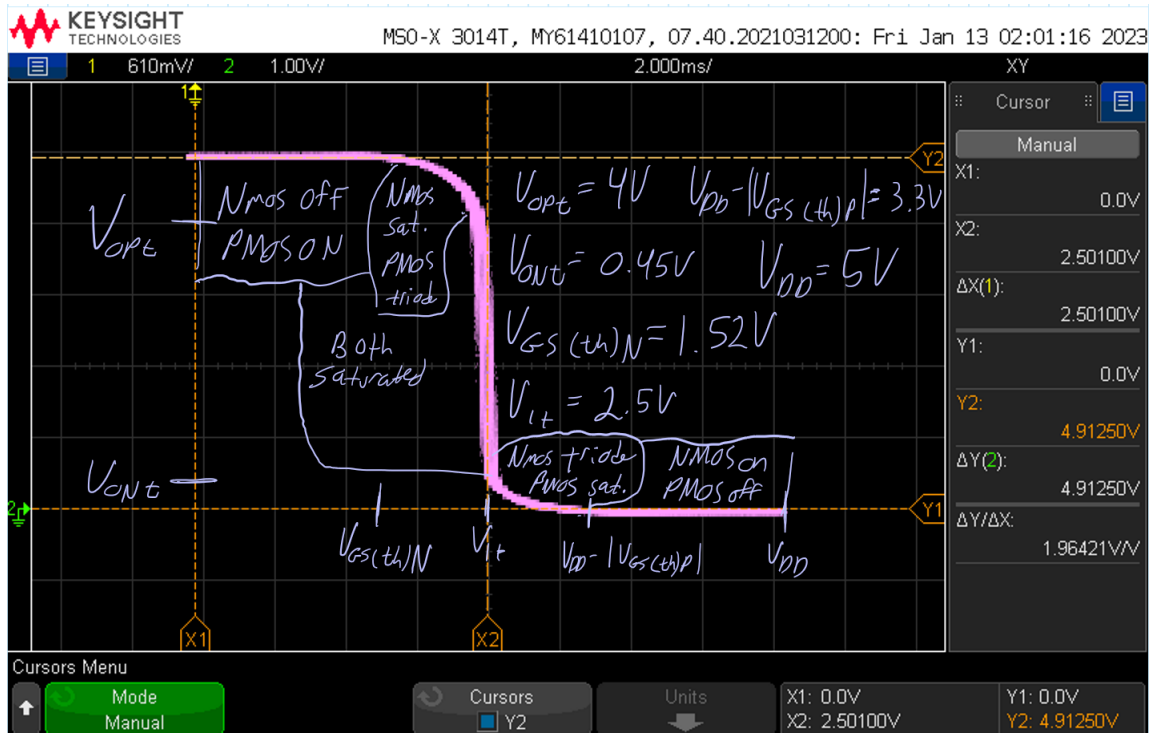 KEYSIGHT
TECHNOLOGIES
MSO-X 3014T, MY61410107, 07.40.2021031200: Fri Jan 13 02:01:16 2023
1 610mV/ 2 1.00V/ 2.000ms/ XY
1
Cursor
Manual
X1:
0.0V
X2:
2.50100V
ΔX(1):
2.50100V
Y1:
0.0V
Y2:
4.91250V
ΔY(2):
4.91250V
ΔY/ΔX:
1.96421V/V
Y2
VOPt
Nmos off
PMOS ON
Nmos
sat.
PMOS
triode
VOPt = 4V VDD-|VGS(th)P|= 3.3V
VONt = 0.45V VDD = 5V
VGS(th)N = 1.52V
VIt = 2.5V
Both
saturated
Nmos triode
PMOS sat.
NMOS on
PMOS off
VONt
2
Y1
VGS(th)N
VIt
VDD-|VGS(th)P|
VDD
X1
X2
Cursors Menu
Mode
Manual
Cursors
Y2
Units
X1: 0.0V
X2: 2.50100V
Y1: 0.0V
Y2: 4.91250V